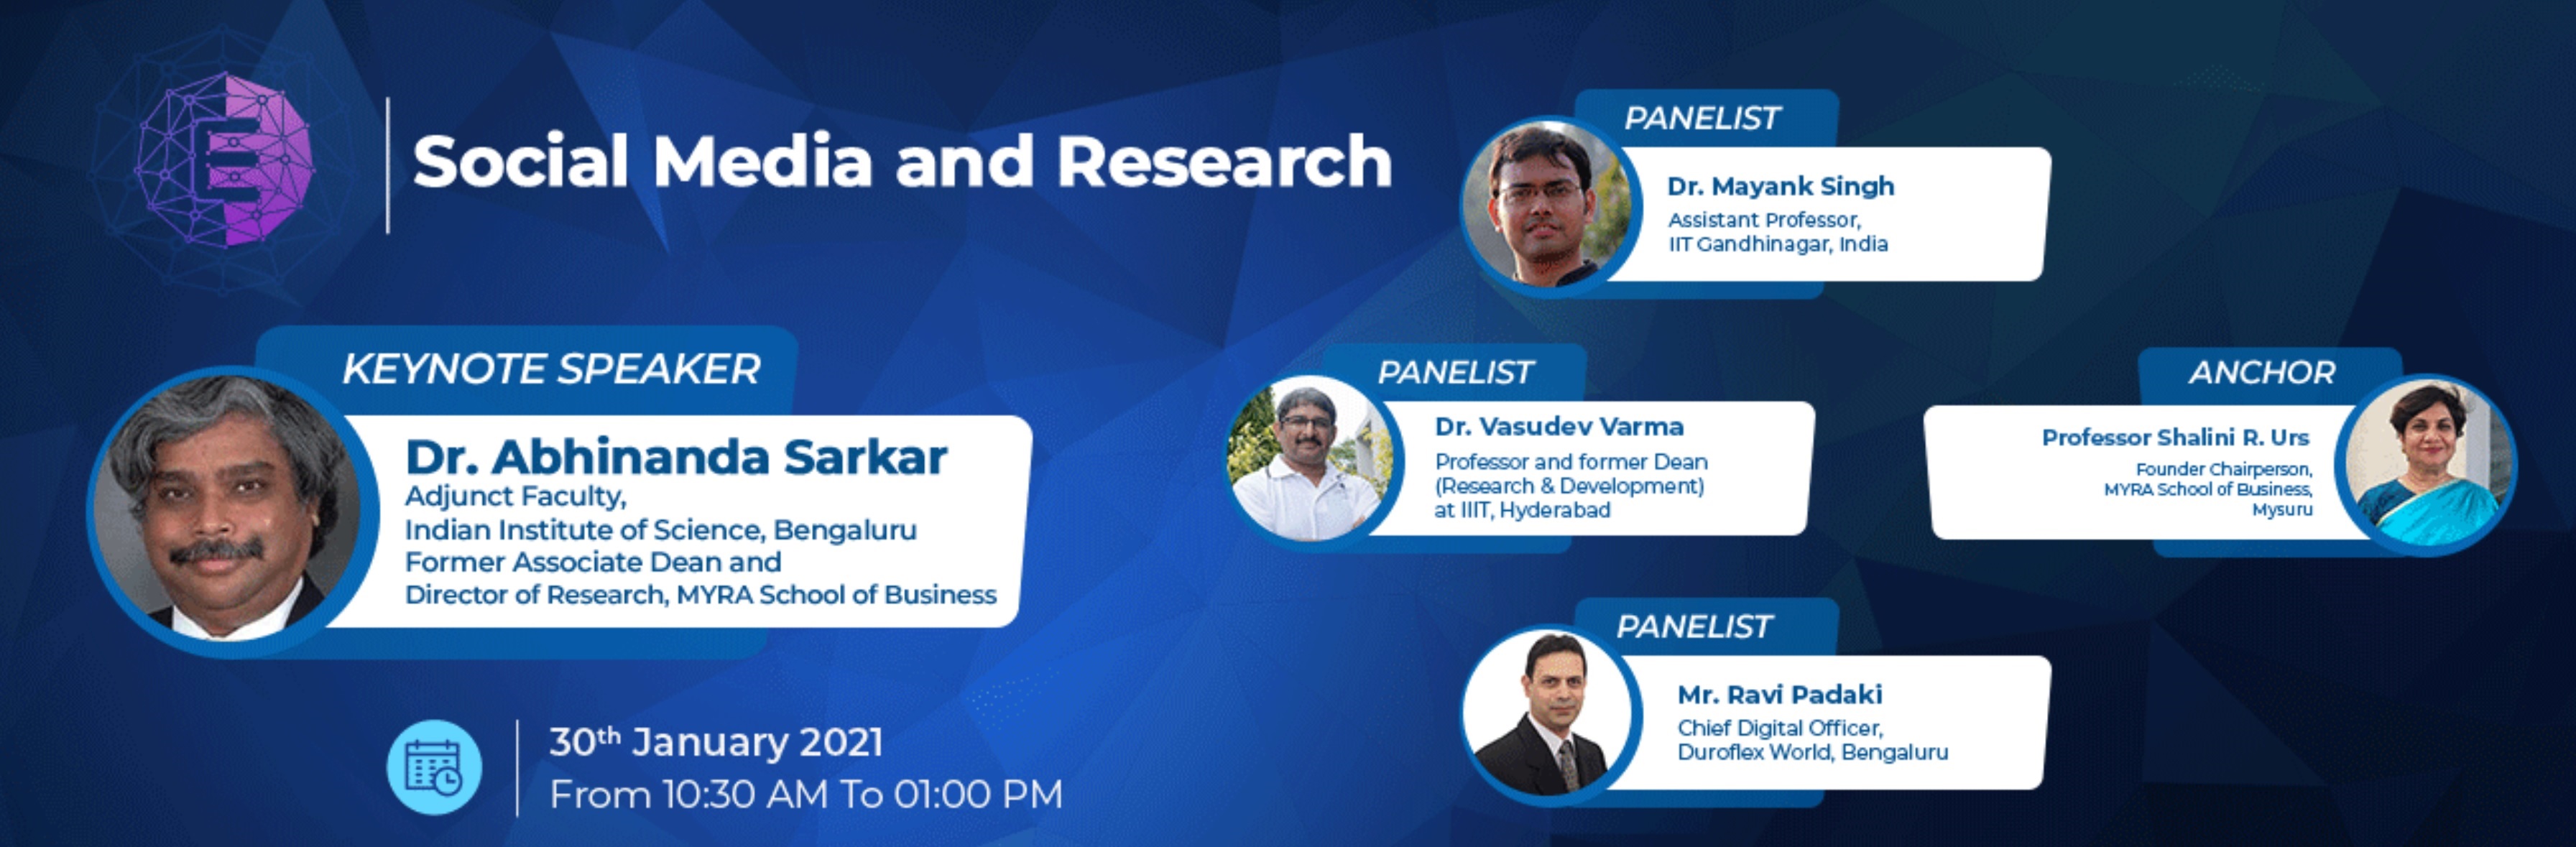 Social Media and Research
KEYNOTE SPEAKER
Dr. Abhinanda Sarkar
Adjunct Faculty,
Indian Institute of Science, Bengaluru
Former Associate Dean and
Director of Research, MYRA School of Business
30th January 2021
From 10:30 AM To 01:00 PM
PANELIST
Dr. Mayank Singh
Assistant Professor,
IIT Gandhinagar, India
PANELIST
Dr. Vasudev Varma
Professor and former Dean
(Research & Development)
at IIIT, Hyderabad
PANELIST
Mr. Ravi Padaki
Chief Digital Officer,
Duroflex World, Bengaluru
ANCHOR
Professor Shalini R. Urs
Founder Chairperson,
MYRA School of Business,
Mysuru